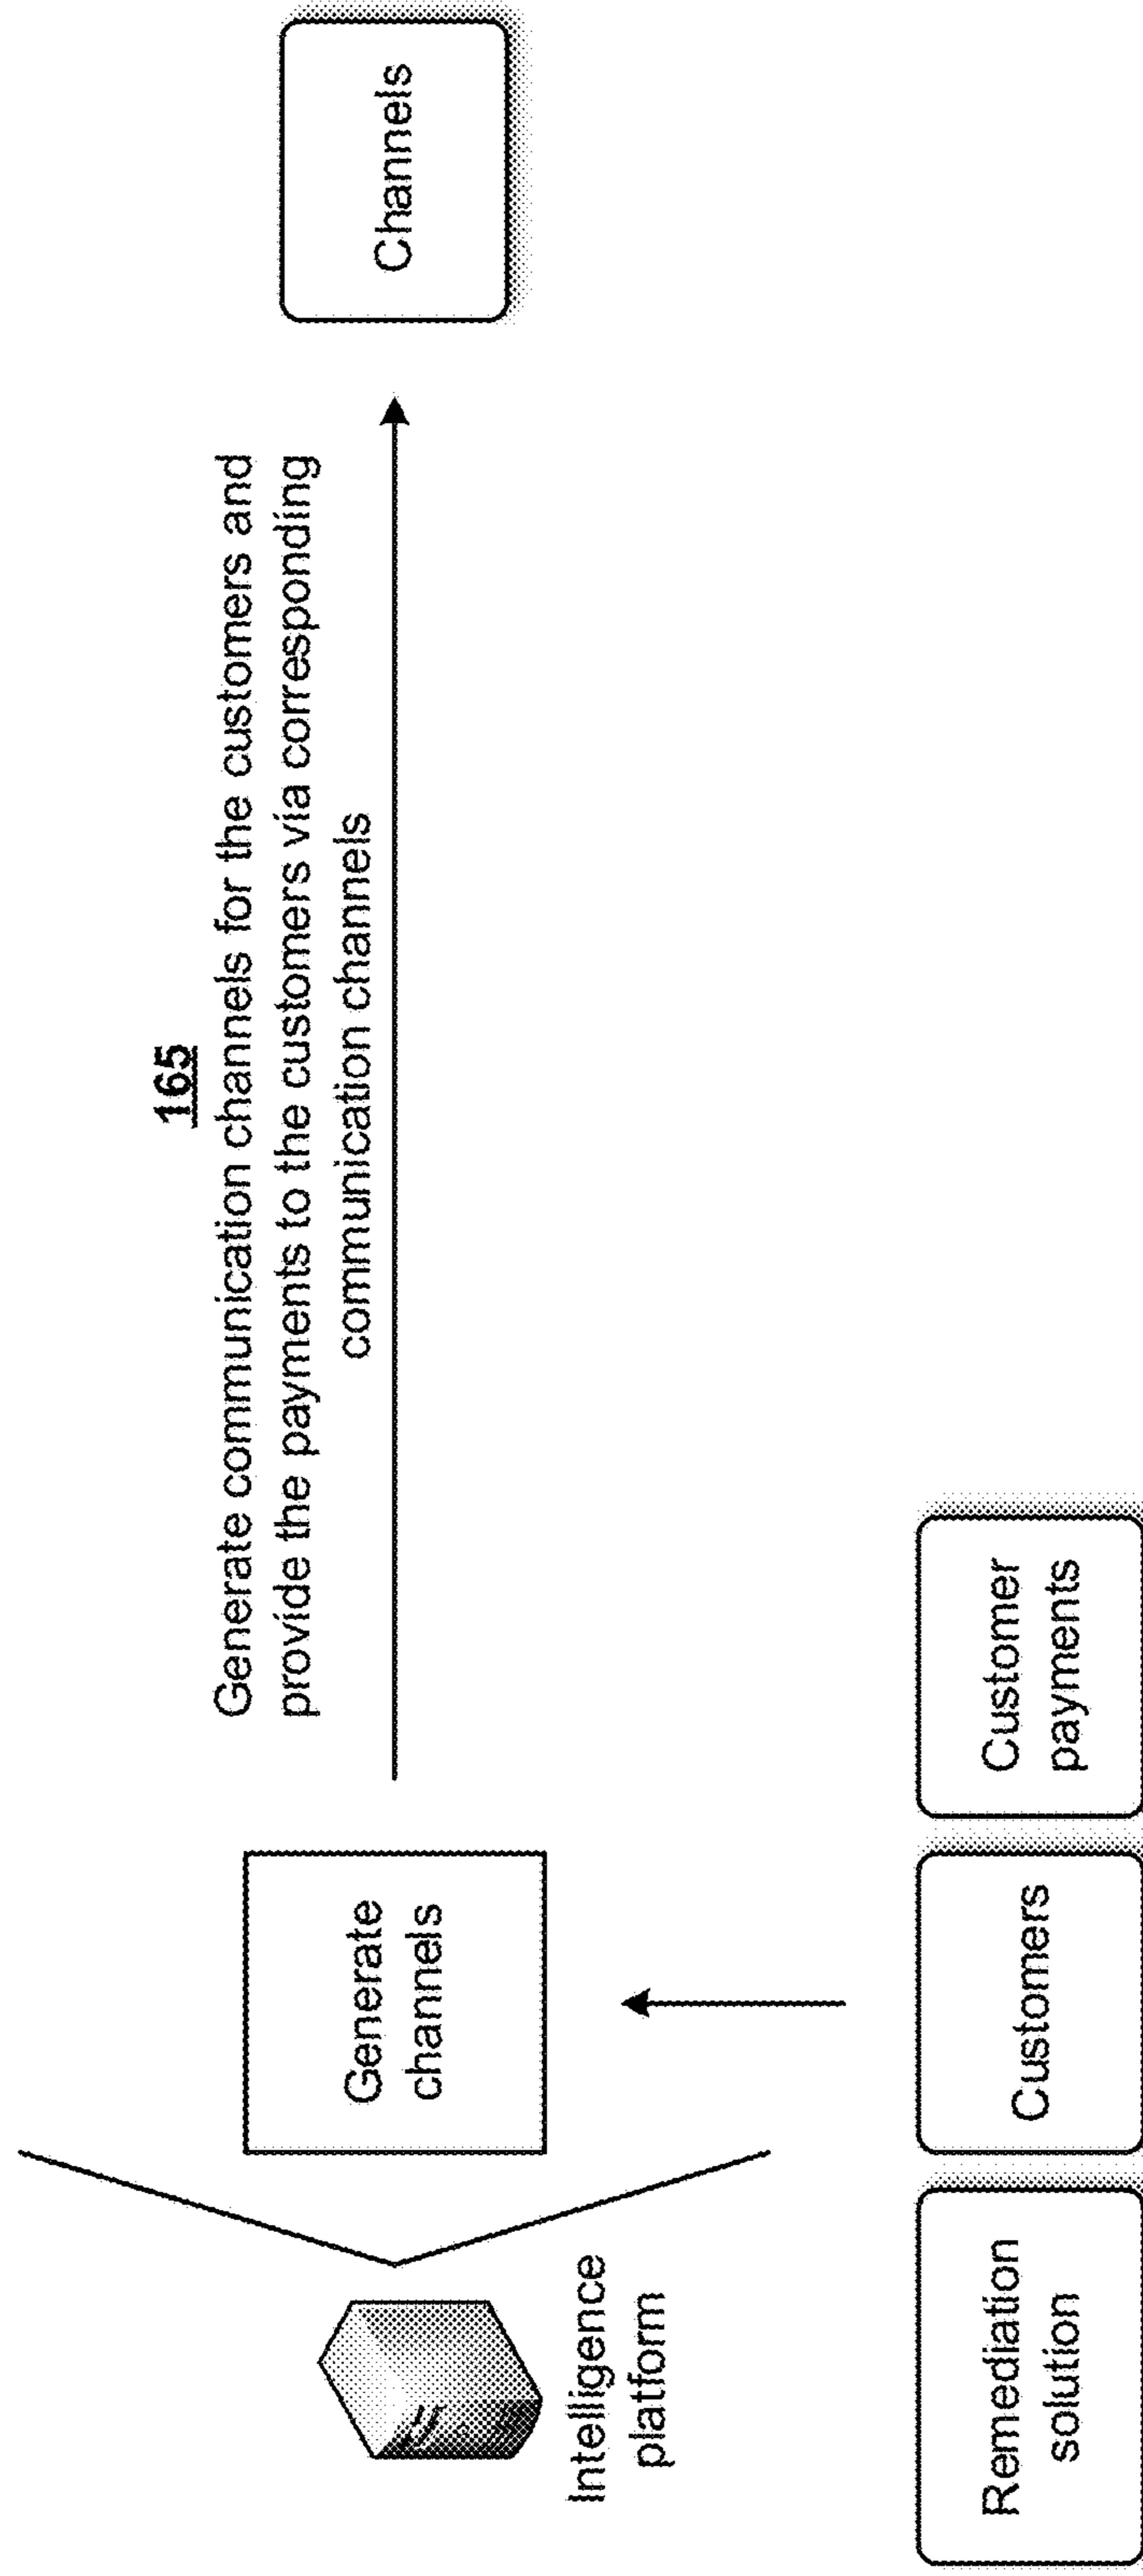 165
Generate communication channels for the customers and
provide the payments to the customers via corresponding
communication channels
Intelligence
platform
Generate
channels
Channels
Remediation
solution
Customers
Customer
payments